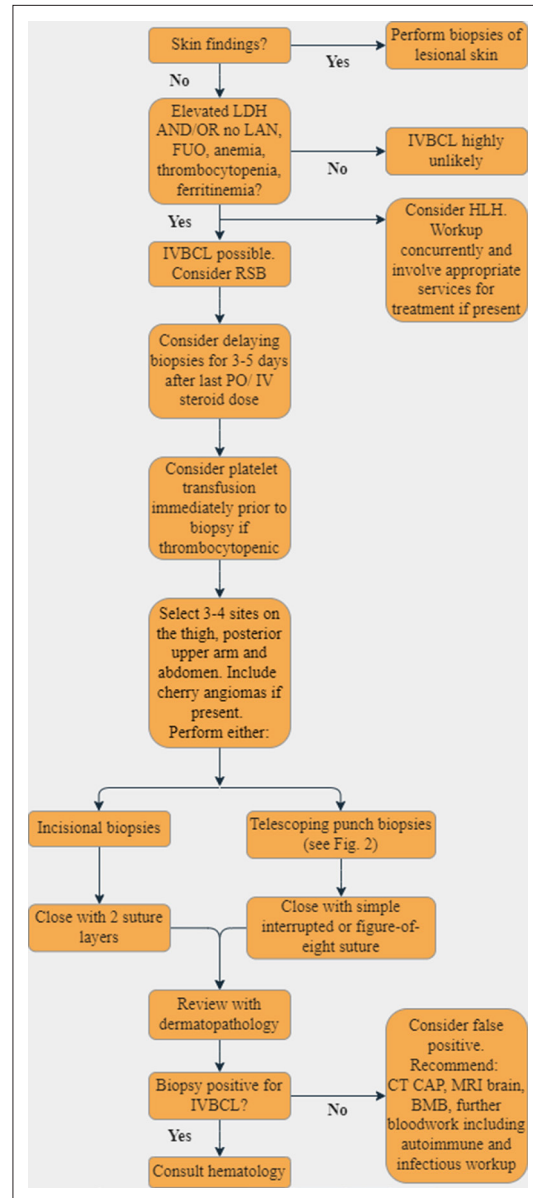 Skin findings?
Yes
Perform biopsies of
lesional skin
No
Elevated LDH
AND/OR no LAN,
FUO, anemia,
thrombocytopenia,
ferritinemia?
No
IVBCL highly
unlikely
Yes
Consider HLH.
Workup
concurrently and
involve appropriate
services for
treatment if present
IVBCL possible.
Consider RSB
Consider delaying
biopsies for 3-5 days
after last PO/ IV
steroid dose
Consider platelet
transfusion
immediately prior to
biopsy if
thrombocytopenic
Select 3-4 sites on
the thigh, posterior
upper arm and
abdomen. Include
cherry angiomas if
present.
Perform either:
Incisional biopsies
Telescoping punch biopsies
(see Fig. 2)
Close with 2 suture
layers
Close with simple
interrupted or figure-of-
eight suture
Review with
dermatopathology
Biopsy positive for
IVBCL?
No
Consider false
positive.
Recommend:
CT CAP, MRI brain,
BMB, further
bloodwork including
autoimmune and
infectious workup
Yes
Consult hematology